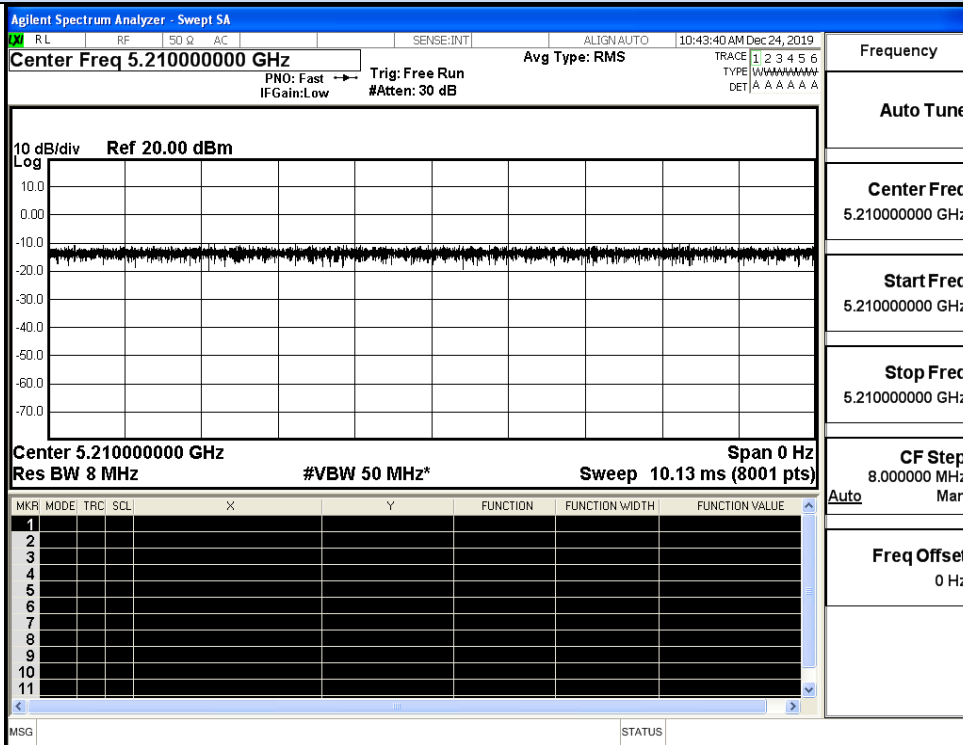 Agilent Spectrum Analyzer - Swept SA
LXI RL RF 50 Ω AC SENSE:INT ALIGN AUTO 10:43:40 AM Dec 24, 2019
Center Freq 5.210000000 GHz Avg Type: RMS TRACE 1 2 3 4 5 6
PNO: Fast Trig: Free Run TYPE W W W W W W
IFGain:Low #Atten: 30 dB DET A A A A A A
Frequency
Auto Tune
10 dB/div Ref 20.00 dBm
Log
10.0
0.00
-10.0
-20.0
-30.0
-40.0
-50.0
-60.0
-70.0
Center 5.210000000 GHz Span 0 Hz
Res BW 8 MHz #VBW 50 MHz* Sweep 10.13 ms (8001 pts)
MKR MODE TRC SCL X Y FUNCTION FUNCTION WIDTH FUNCTION VALUE
1
2
3
4
5
6
7
8
9
10
11
Center Freq
5.210000000 GHz
Start Freq
5.210000000 GHz
Stop Freq
5.210000000 GHz
CF Step
8.000000 MHz
Auto Man
Freq Offset
0 Hz
MSG STATUS